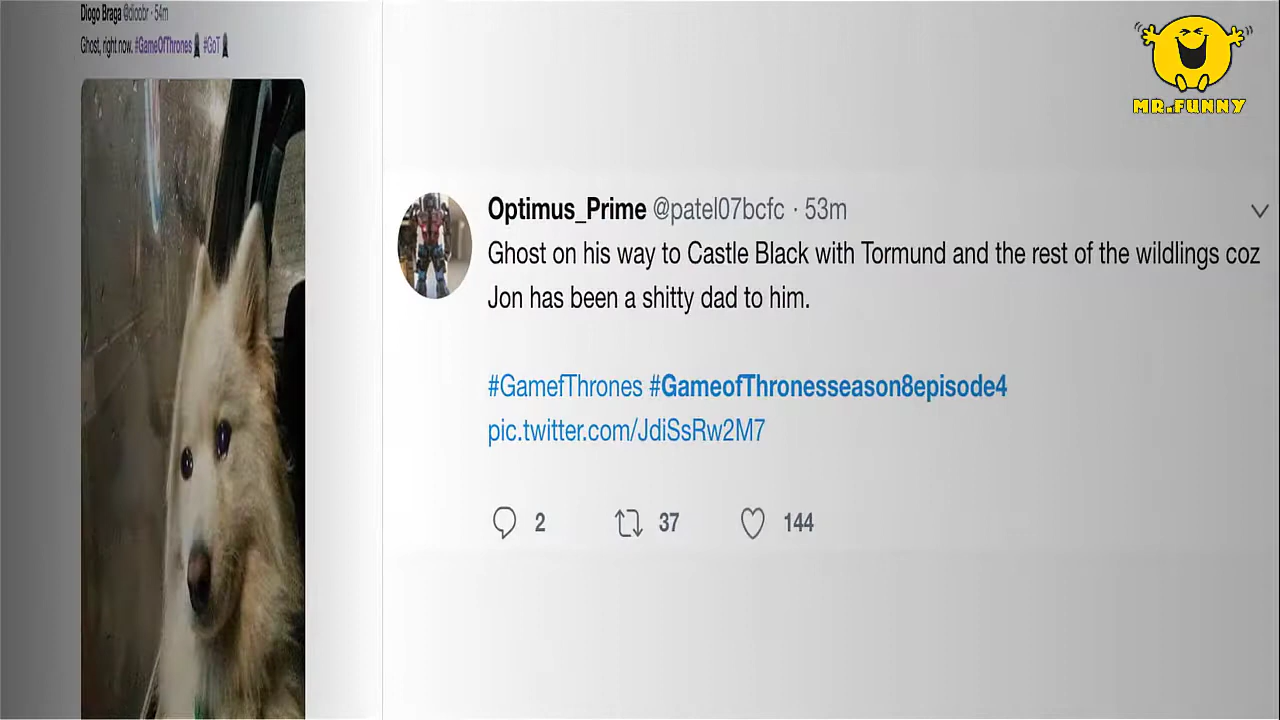 Diogo Braga @dioobr · 54m
Ghost, right now. #GameOfThrones #GoT
MR.FUNNY
Optimus_Prime @patel07bcfc · 53m
Ghost on his way to Castle Black with Tormund and the rest of the wildlings coz
Jon has been a shitty dad to him.
#GamefThrones #GameofThronesseason8episode4
pic.twitter.com/JdiSsRw2M7
2 37 144